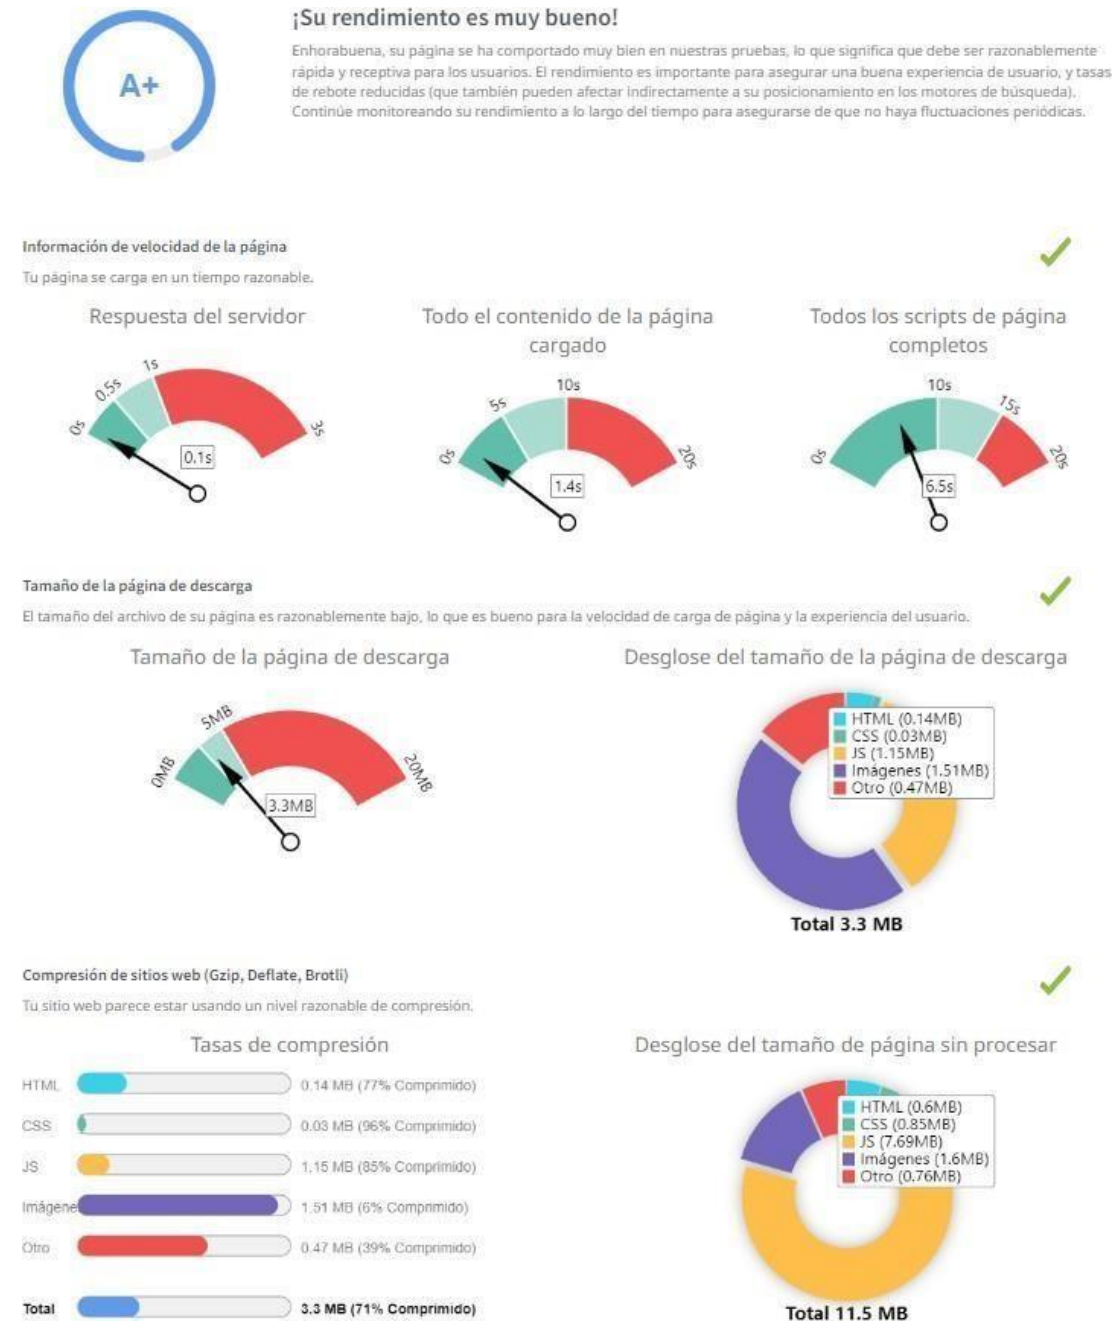 A+
¡Su rendimiento es muy bueno!
Enhorabuena, su página se ha comportado muy bien en nuestras pruebas, lo que significa que debe ser razonablemente
rápida y receptiva para los usuarios. El rendimiento es importante para asegurar una buena experiencia de usuario, y tasas
de rebote reducidas (que también pueden afectar indirectamente a su posicionamiento en los motores de búsqueda).
Continúe monitoreando su rendimiento a lo largo del tiempo para asegurarse de que no haya fluctuaciones periódicas.
Información de velocidad de la página
Tu página se carga en un tiempo razonable.
Respuesta del servidor
0s
0.5s
1s
3s
0.1s
Todo el contenido de la página
cargado
0s
5s
10s
20s
1.4s
Todos los scripts de página
completos
0s
10s
15s
20s
6.5s
Tamaño de la página de descarga
El tamaño del archivo de su página es razonablemente bajo, lo que es bueno para la velocidad de carga de página y la experiencia del usuario.
Tamaño de la página de descarga
0MB
5MB
20MB
3.3MB
Desglose del tamaño de la página de descarga
HTML (0.14MB)
CSS (0.03MB)
JS (1.15MB)
Imágenes (1.51MB)
Otro (0.47MB)
Total 3.3 MB
Compresión de sitios web (Gzip, Deflate, Brotli)
Tu sitio web parece estar usando un nivel razonable de compresión.
Tasas de compresión
HTML 0.14 MB (77% Comprimido)
CSS 0.03 MB (96% Comprimido)
JS 1.15 MB (85% Comprimido)
Imágene 1.51 MB (6% Comprimido)
Otro 0.47 MB (39% Comprimido)
Total 3.3 MB (71% Comprimido)
Desglose del tamaño de página sin procesar
HTML (0.6MB)
CSS (0.85MB)
JS (7.69MB)
Imágenes (1.6MB)
Otro (0.76MB)
Total 11.5 MB